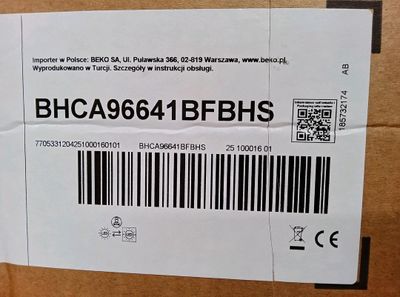 Importer w Polsce: BEKO SA, Ul. Puławska 366, 02-819 Warszawa, www.beko.pl
Wyprodukowano w Turcji. Szczegóły w instrukcji obsługi.
BHCA96641BFBHS
185732174 AB
7705331204251000160101 BHCA96641BFBHS 25 100016 01
CE